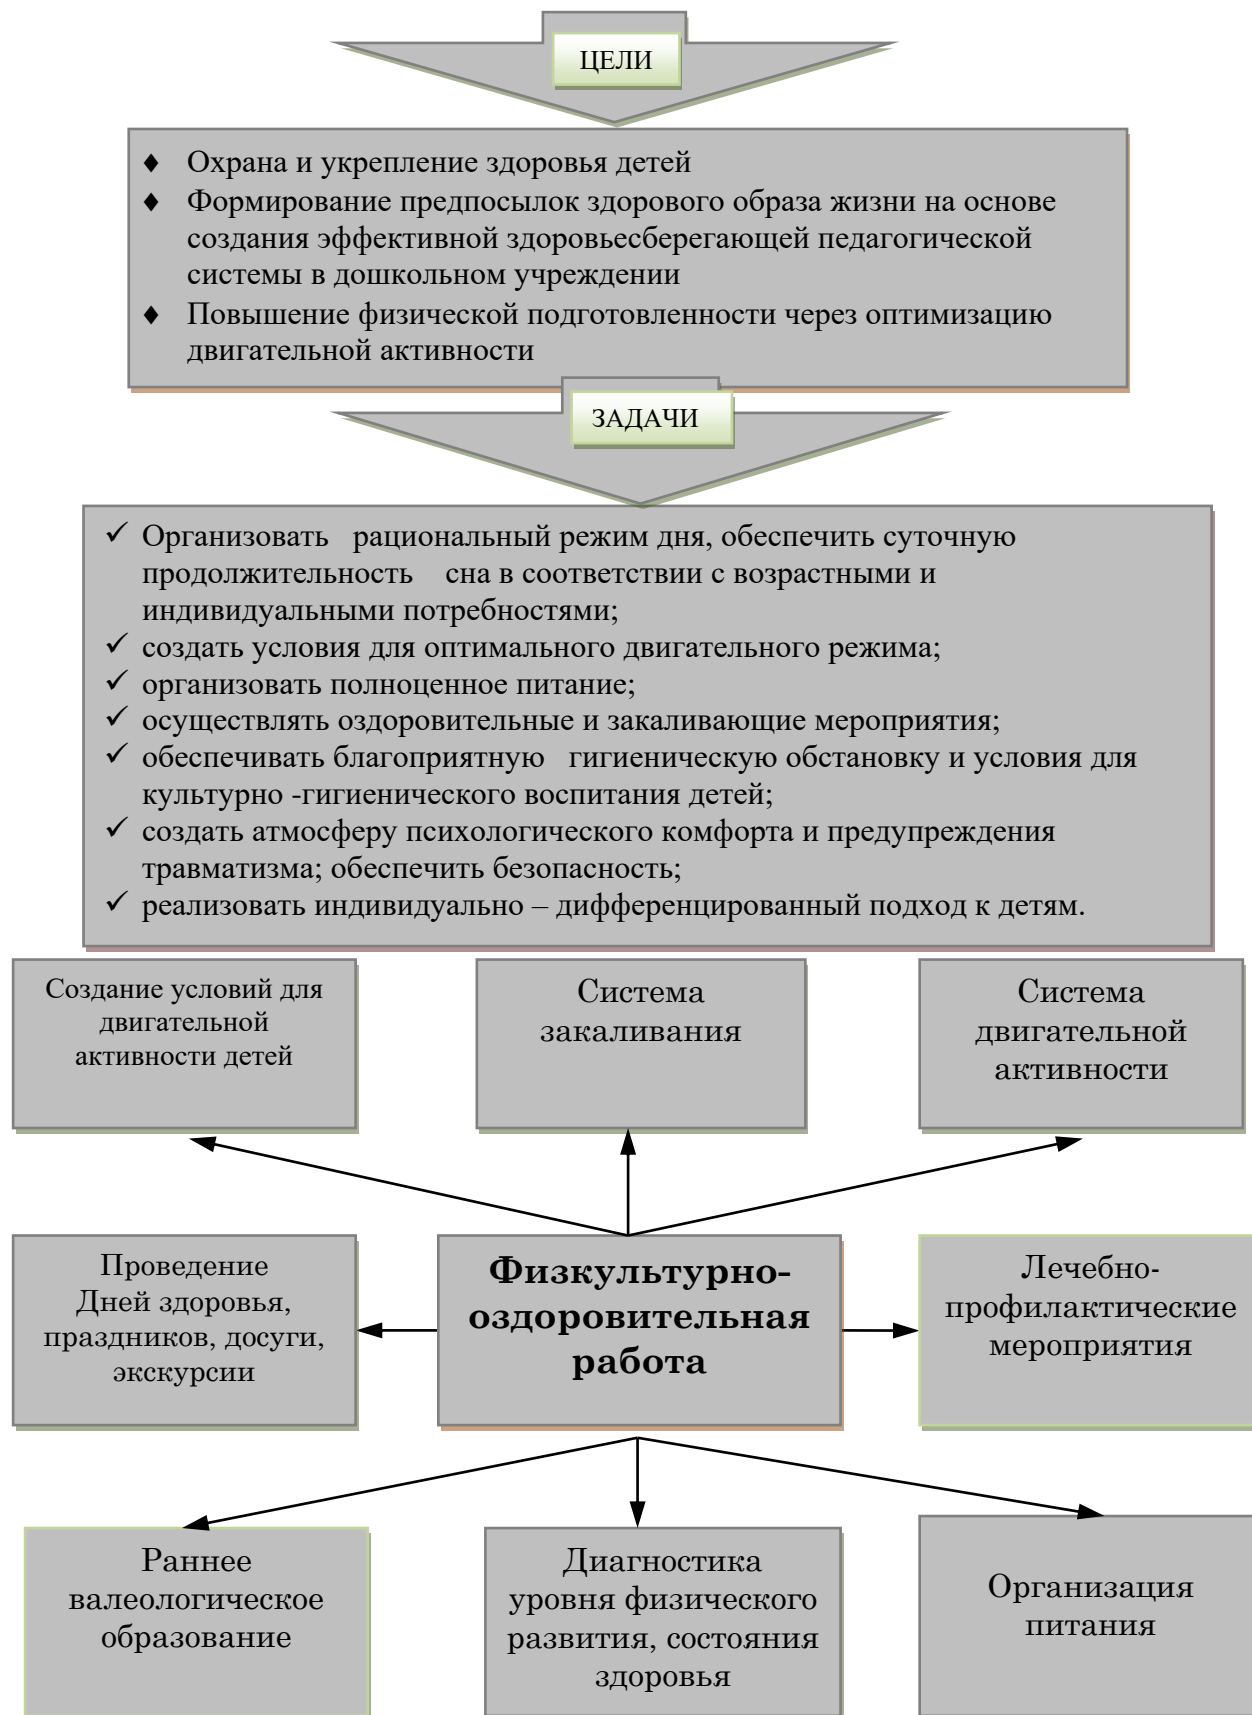 ЦЕЛИ
♦ Охрана и укрепление здоровья детей
♦ Формирование предпосылок здорового образа жизни на основе
создания эффективной здоровьесберегающей педагогической
системы в дошкольном учреждении
♦ Повышение физической подготовленности через оптимизацию
двигательной активности
ЗАДАЧИ
✓ Организовать рациональный режим дня, обеспечить суточную
продолжительность сна в соответствии с возрастными и
индивидуальными потребностями;
✓ создать условия для оптимального двигательного режима;
✓ организовать полноценное питание;
✓ осуществлять оздоровительные и закаливающие мероприятия;
✓ обеспечивать благоприятную гигиеническую обстановку и условия для
культурно -гигиенического воспитания детей;
✓ создать атмосферу психологического комфорта и предупреждения
травматизма; обеспечить безопасность;
✓ реализовать индивидуально – дифференцированный подход к детям.
Создание условий для
двигательной
активности детей
Система
закаливания
Система
двигательной
активности
Проведение
Дней здоровья,
праздников, досуги,
экскурсии
Физкультурно-
оздоровительная
работа
Лечебно-
профилактические
мероприятия
Раннее
валеологическое
образование
Диагностика
уровня физического
развития, состояния
здоровья
Организация
питания